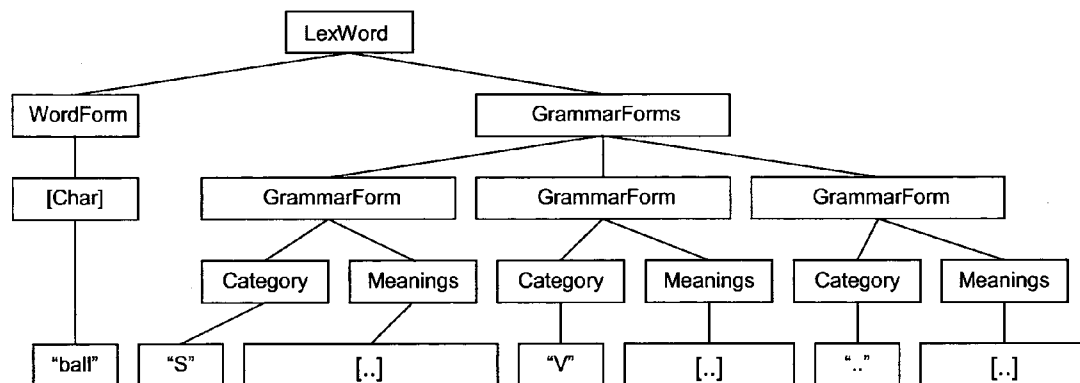 LexWord
WordForm GrammarForms
[Char] GrammarForm GrammarForm GrammarForm
Category Meanings Category Meanings Category Meanings
“ball” “S” [..] “V” [..] “..” [..]